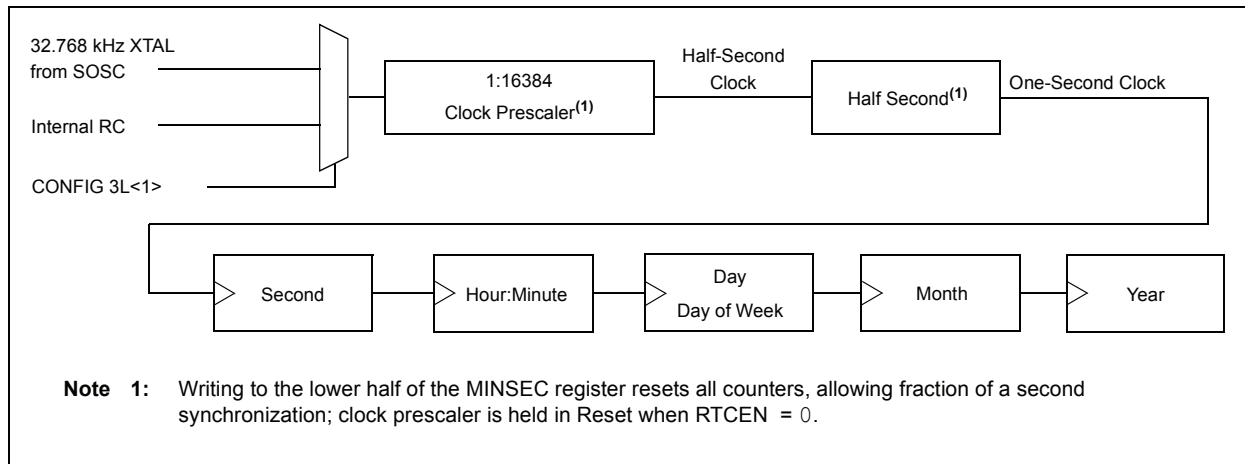 32.768 kHz XTAL
from SOSC
Internal RC
CONFIG 3L<1>
1:16384
Clock Prescaler(1)
Half-Second
Clock
Half Second(1)
One-Second Clock
Second
Hour:Minute
Day
Day of Week
Month
Year
Note 1: Writing to the lower half of the MINSEC register resets all counters, allowing fraction of a second
synchronization; clock prescaler is held in Reset when RTCEN = 0.